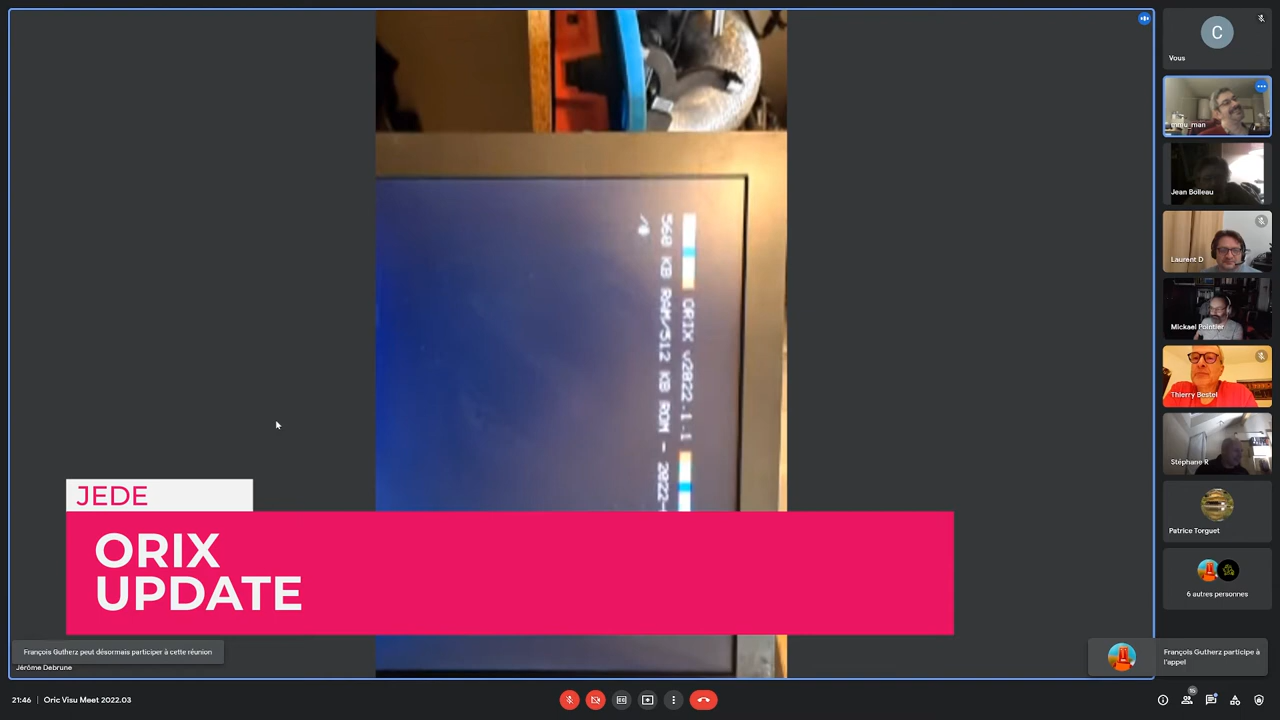 C
Vous
mmu_man
Jean Boileau
Laurent D
Mickael Pointier
Thierry Bestel
Stéphane R
Patrice Torguet
6 autres personnes
ORIX v2022.1.1
560 KB RAM/512 KB ROM - 2022-
/
JEDE
ORIX
UPDATE
François Gutherz peut désormais participer à cette réunion
Jérôme Debrune
François Gutherz participe à
l'appel
21:46 | Oric Visu Meet 2022.03
15